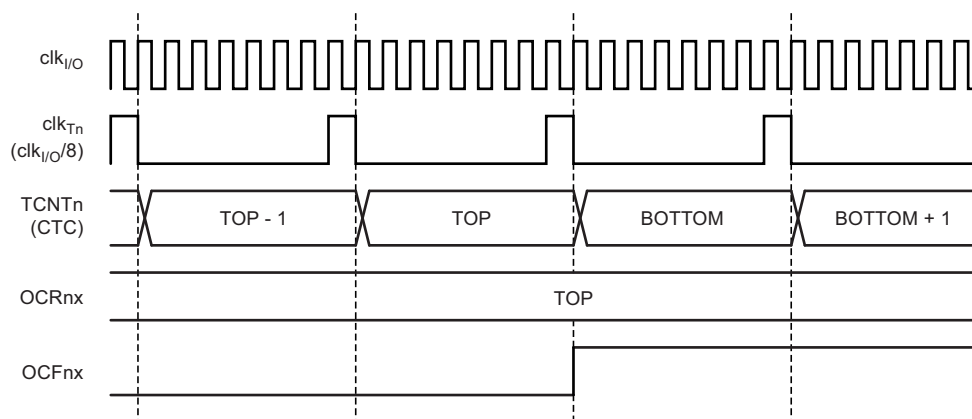 clkI/O
clkTn
(clkI/O/8)
TCNTn
(CTC)
TOP - 1
TOP
BOTTOM
BOTTOM + 1
OCRnx
TOP
OCFnx